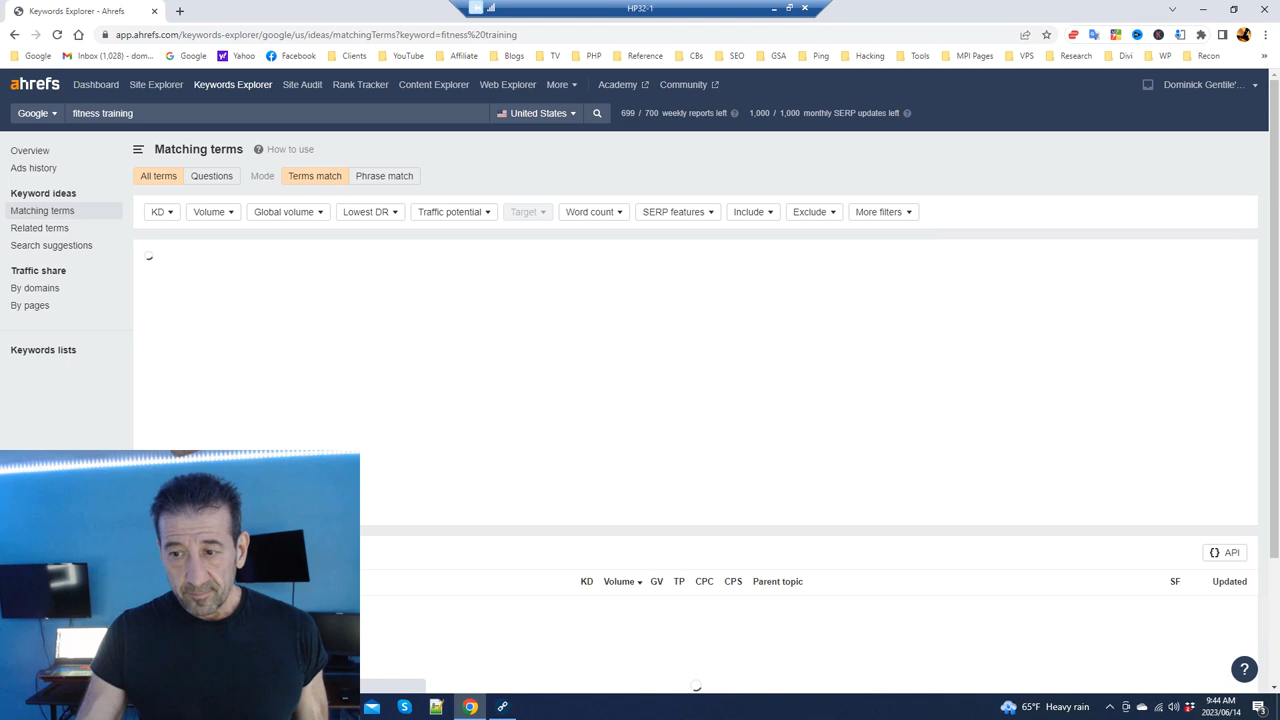 Keywords Explorer - Ahrefs
HP32-1
app.ahrefs.com/keywords-explorer/google/us/ideas/matchingTerms?keyword=fitness%20training
Google Inbox (1,028) – dom... Google Yahoo Facebook Clients YouTube Affiliate Blogs TV PHP Reference CBs SEO GSA Ping Hacking Tools MPI Pages VPS Research Divi WP Recon »
ahrefs Dashboard Site Explorer Keywords Explorer Site Audit Rank Tracker Content Explorer Web Explorer More Academy Community Dominick Gentile'...
Google fitness training United States 699 / 700 weekly reports left ? 1,000 / 1,000 monthly SERP updates left ?
Overview
Ads history
Keyword ideas
Matching terms
Related terms
Search suggestions
Traffic share
By domains
By pages
Keywords lists
Matching terms ? How to use
All terms Questions Mode Terms match Phrase match
KD Volume Global volume Lowest DR Traffic potential Target Word count SERP features Include Exclude More filters
{} API
KD Volume GV TP CPC CPS Parent topic SF Updated
?
65°F Heavy rain
9:44 AM
2023/06/14
3